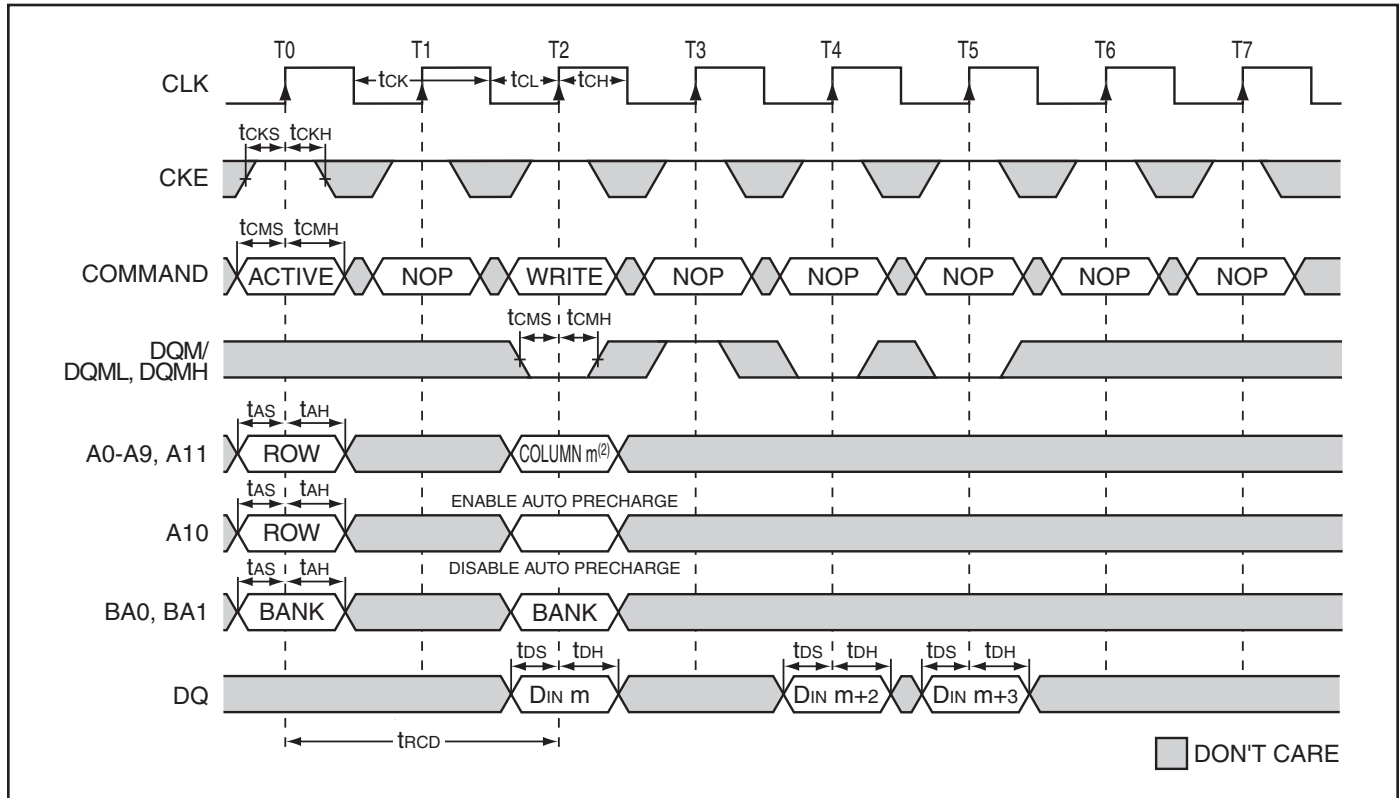 T0 T1 T2 T3 T4 T5 T6 T7
CLK tCK tCL tCH
tCKS tCKH
CKE
tCMS tCMH
COMMAND ACTIVE NOP WRITE NOP NOP NOP NOP NOP
tCMS tCMH
DQM/
DQML, DQMH
tAS tAH
A0-A9, A11 ROW COLUMN m(2)
tAS tAH ENABLE AUTO PRECHARGE
A10 ROW
tAS tAH DISABLE AUTO PRECHARGE
BA0, BA1 BANK BANK
tDS tDH tDS tDH tDS tDH
DQ DIN m DIN m+2 DIN m+3
tRCD
DON'T CARE